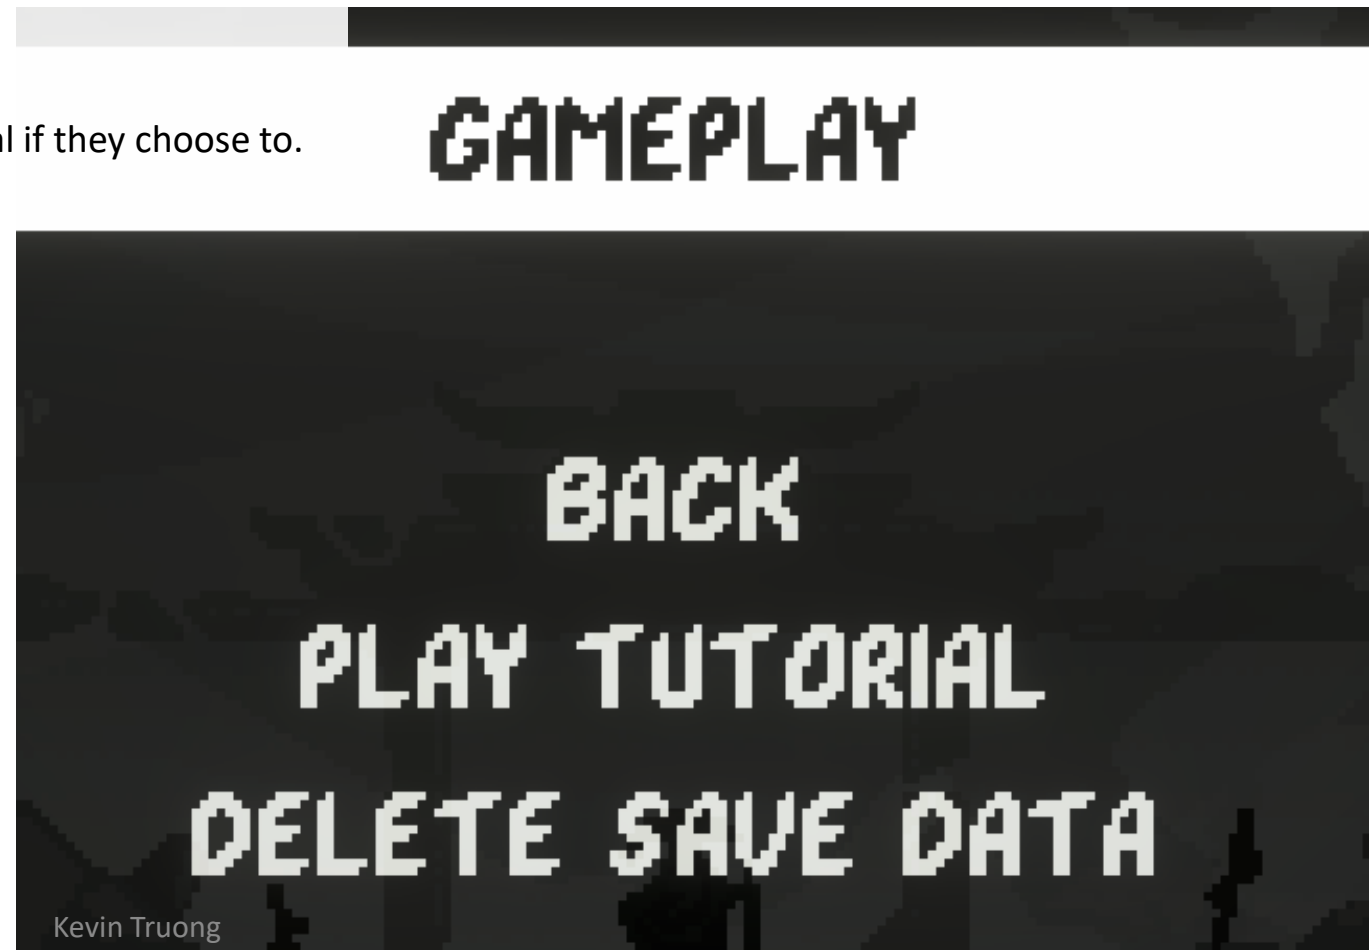 l if they choose to.
GAMEPLAY
BACK
PLAY TUTORIAL
DELETE SAVE DATA
Kevin Truong